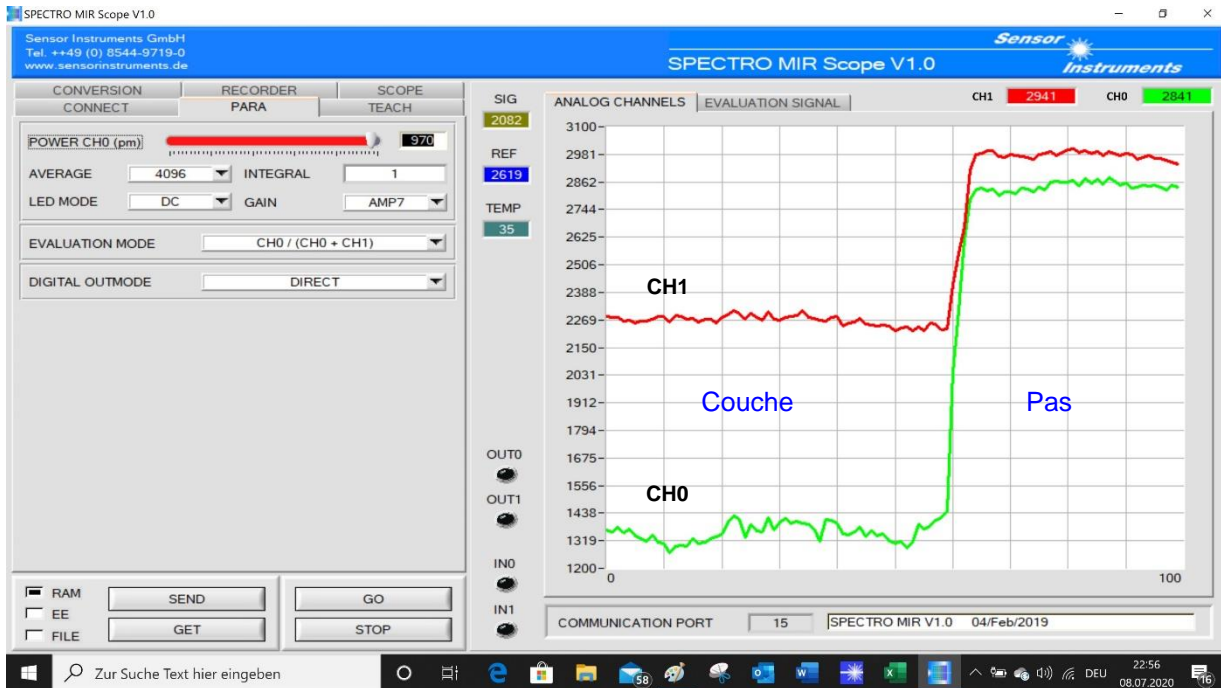 SPECTRO MIR Scope V1.0
Sensor Instruments GmbH
Tel. ++49 (0) 8544-9719-0
www.sensorinstruments.de
SPECTRO MIR Scope V1.0
Sensor
Instruments
CONVERSION RECORDER SCOPE
CONNECT PARA TEACH
POWER CH0 (pm) 970
AVERAGE 4096 INTEGRAL 1
LED MODE DC GAIN AMP7
EVALUATION MODE CH0 / (CH0 + CH1)
DIGITAL OUTMODE DIRECT
RAM
EE
FILE
SEND GO
GET STOP
SIG
2082
REF
2619
TEMP
35
OUT0
OUT1
IN0
IN1
ANALOG CHANNELS EVALUATION SIGNAL CH1 2941 CH0 2841
3100
2981
2862
2744
2625
2506
2388
2269
2150
2031
1912
1794
1675
1556
1438
1319
1200
CH1
Couche Pas
CH0
0 100
COMMUNICATION PORT 15 SPECTRO MIR V1.0 04/Feb/2019
Zur Suche Text hier eingeben 58 DEU 22:56
08.07.2020 16